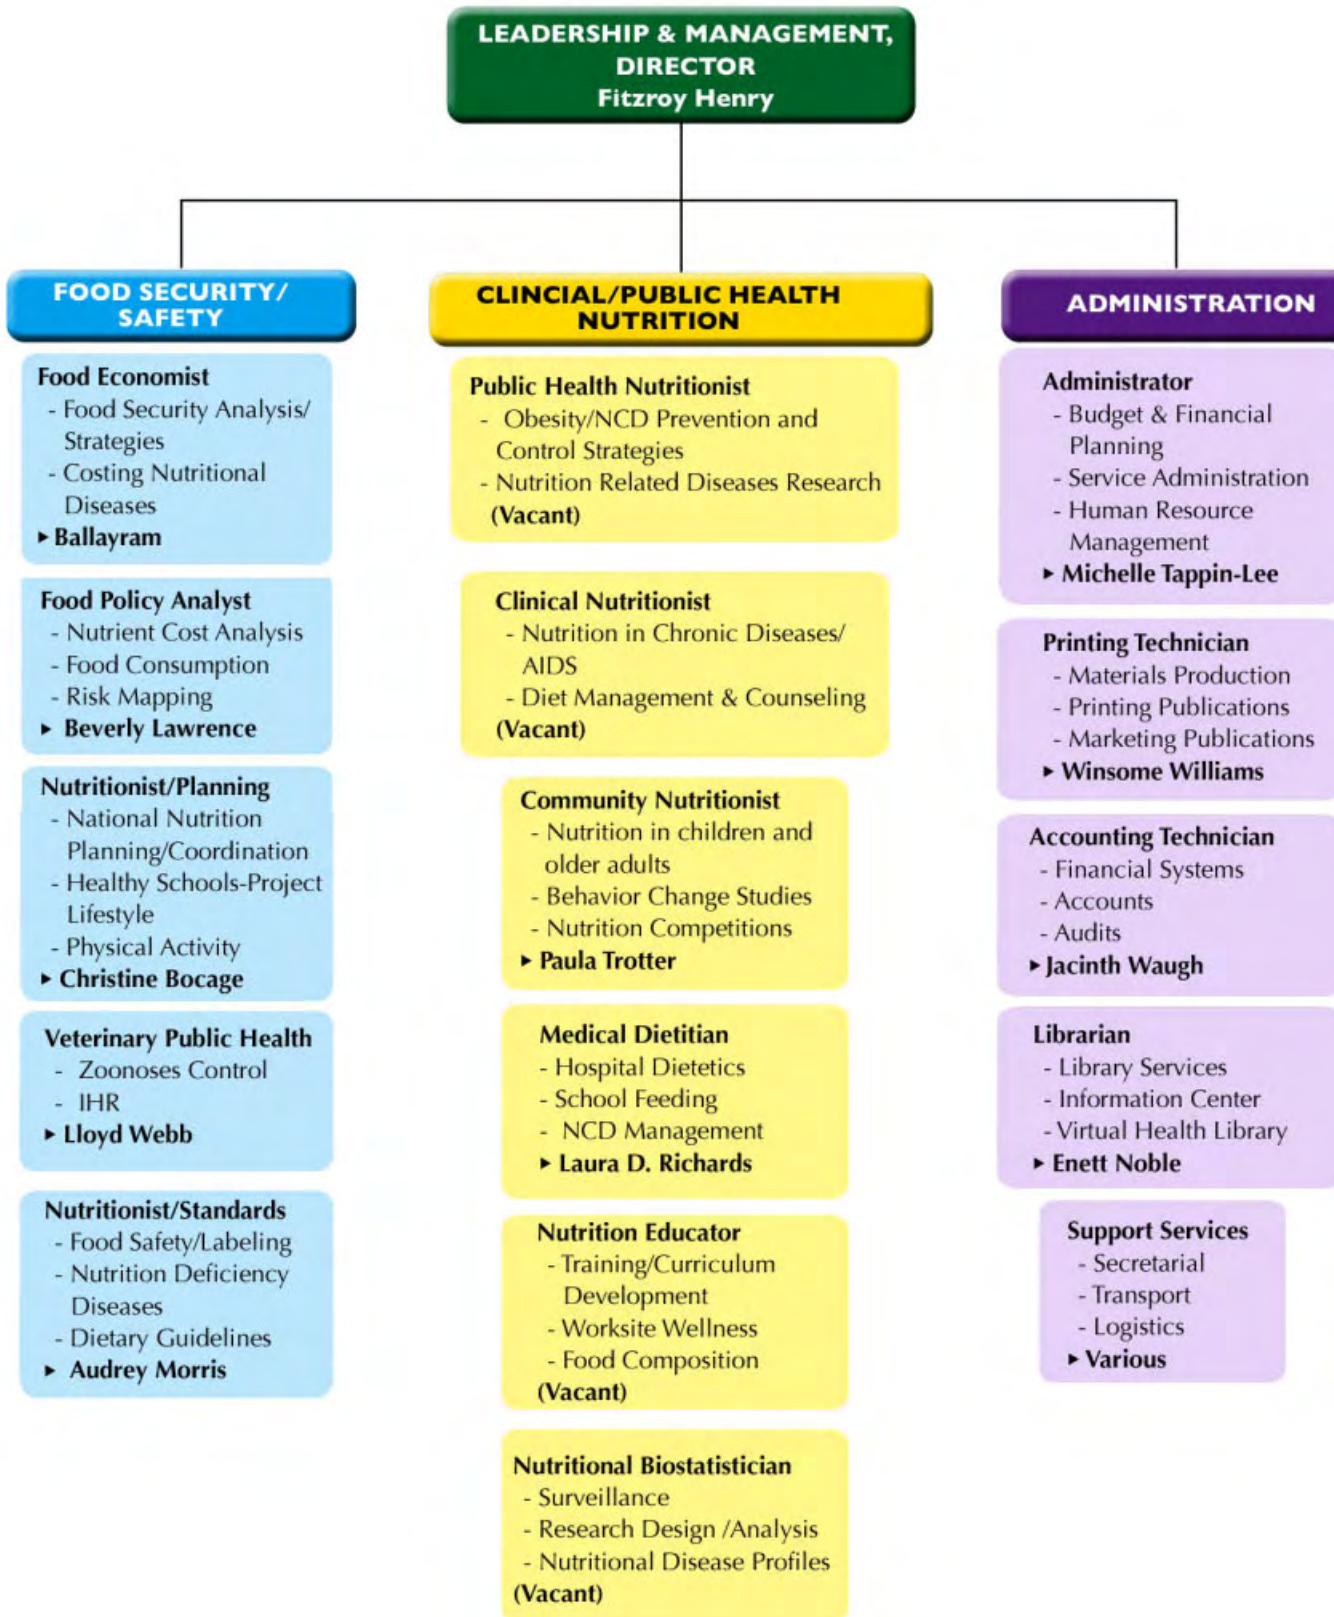 LEADERSHIP & MANAGEMENT,
DIRECTOR
Fitzroy Henry
FOOD SECURITY/
SAFETY
Food Economist
- Food Security Analysis/
Strategies
- Costing Nutritional
Diseases
▸ Ballayram
Food Policy Analyst
- Nutrient Cost Analysis
- Food Consumption
- Risk Mapping
▸ Beverly Lawrence
Nutritionist/Planning
- National Nutrition
Planning/Coordination
- Healthy Schools-Project
Lifestyle
- Physical Activity
▸ Christine Bocage
Veterinary Public Health
- Zoonoses Control
- IHR
▸ Lloyd Webb
Nutritionist/Standards
- Food Safety/Labeling
- Nutrition Deficiency
Diseases
- Dietary Guidelines
▸ Audrey Morris
CLINCIAL/PUBLIC HEALTH
NUTRITION
Public Health Nutritionist
- Obesity/NCD Prevention and
Control Strategies
- Nutrition Related Diseases Research
(Vacant)
Clinical Nutritionist
- Nutrition in Chronic Diseases/
AIDS
- Diet Management & Counseling
(Vacant)
Community Nutritionist
- Nutrition in children and
older adults
- Behavior Change Studies
- Nutrition Competitions
▸ Paula Trotter
Medical Dietitian
- Hospital Dietetics
- School Feeding
- NCD Management
▸ Laura D. Richards
Nutrition Educator
- Training/Curriculum
Development
- Worksite Wellness
- Food Composition
(Vacant)
Nutritional Biostatistician
- Surveillance
- Research Design /Analysis
- Nutritional Disease Profiles
(Vacant)
ADMINISTRATION
Administrator
- Budget & Financial
Planning
- Service Administration
- Human Resource
Management
▸ Michelle Tappin-Lee
Printing Technician
- Materials Production
- Printing Publications
- Marketing Publications
▸ Winsome Williams
Accounting Technician
- Financial Systems
- Accounts
- Audits
▸ Jacinth Waugh
Librarian
- Library Services
- Information Center
- Virtual Health Library
▸ Enett Noble
Support Services
- Secretarial
- Transport
- Logistics
▸ Various